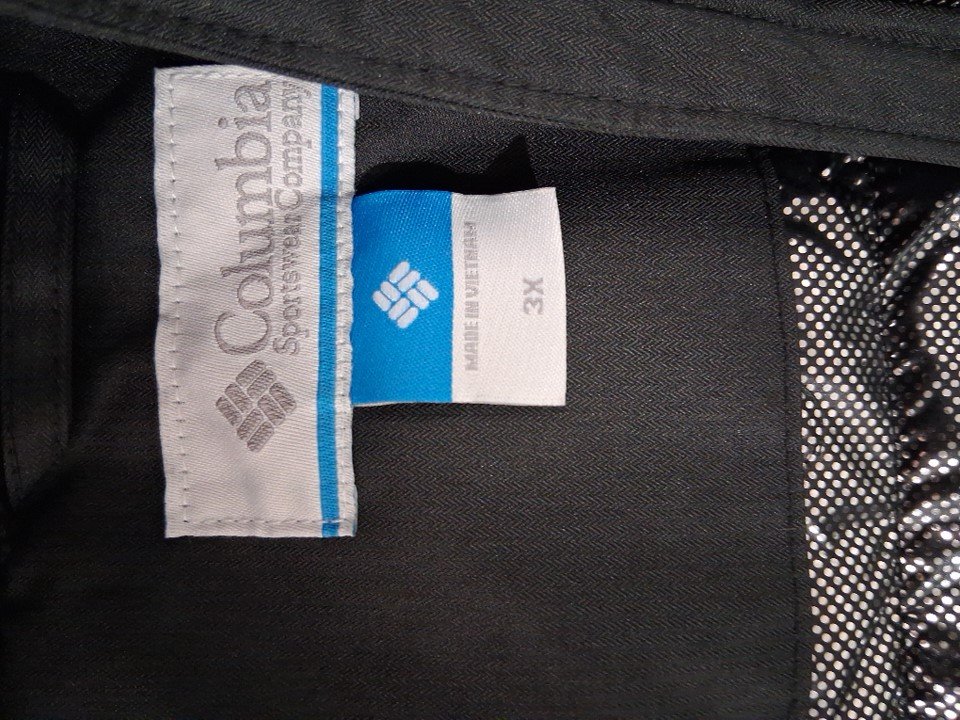 Columbia
Sportswear Company
MADE IN VIETNAM
3X